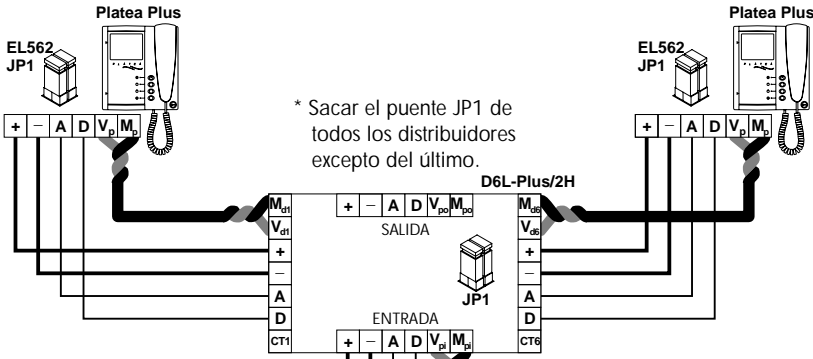 Platea Plus
Platea Plus
EL562
JP1
EL562
JP1
+ – A D Vp Mp
+ – A D Vp Mp
* Sacar el puente JP1 de
todos los distribuidores
excepto del último.
D6L-Plus/2H
Md1
Vd1
+
–
A
D
CT1
+ – A D Vpo Mpo
SALIDA
JP1
ENTRADA
+ – A D Vpi Mpi
Md6
Vd6
+
–
A
D
CT6